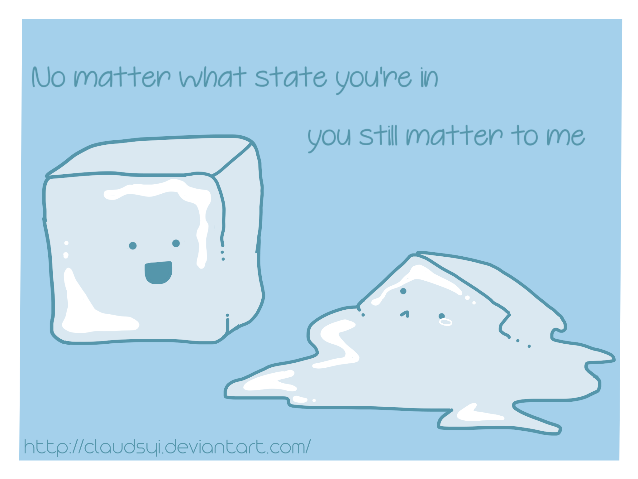 No matter what state you're in
you still matter to me
http://claudsyi.deviantart.com/